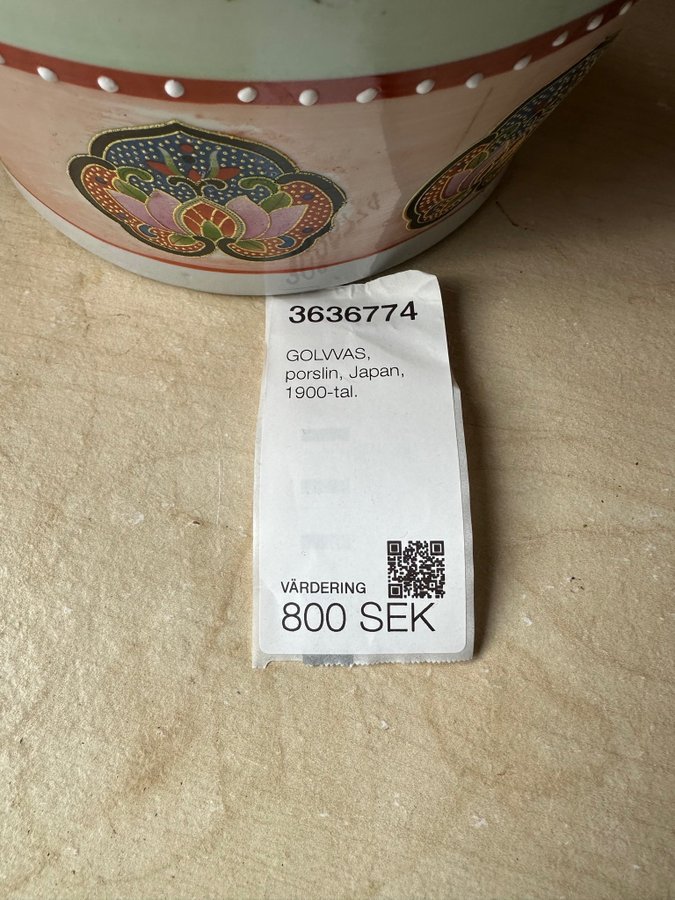 3636774
GOLVVAS,
porslin, Japan,
1900-tal.
VÄRDERING
800 SEK